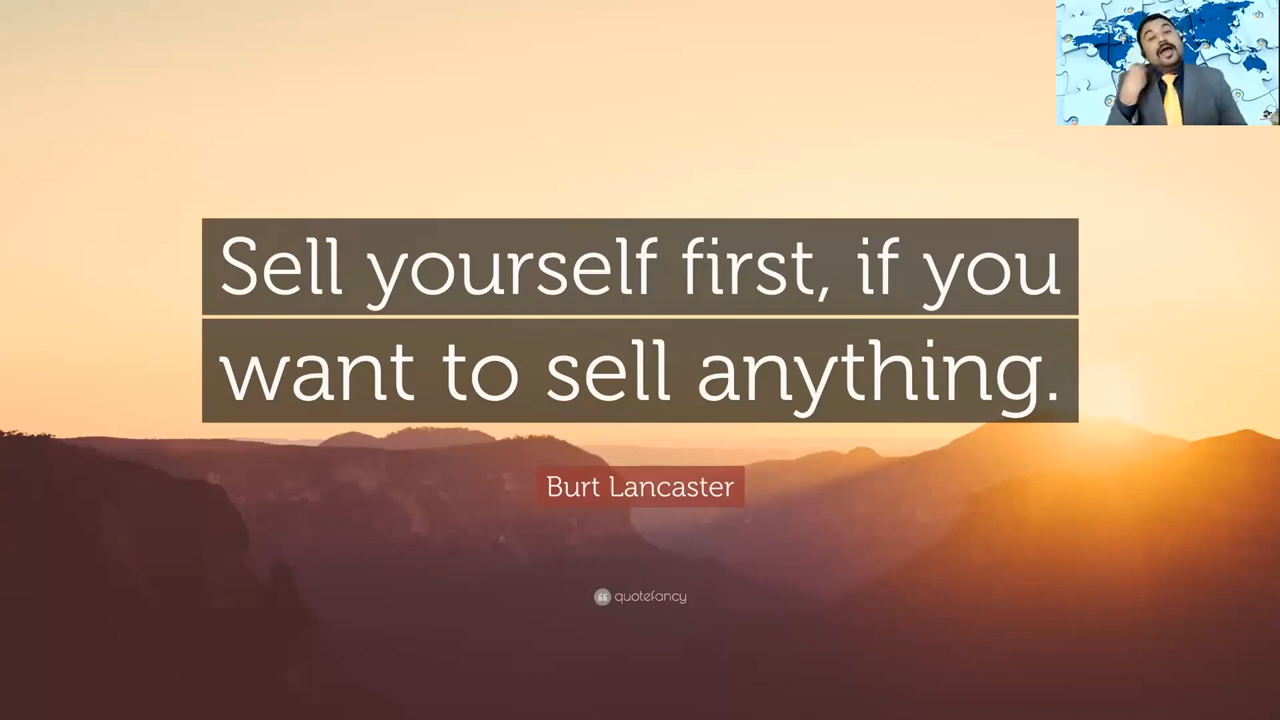 Sell yourself first, if you
want to sell anything.
Burt Lancaster
quotefancy